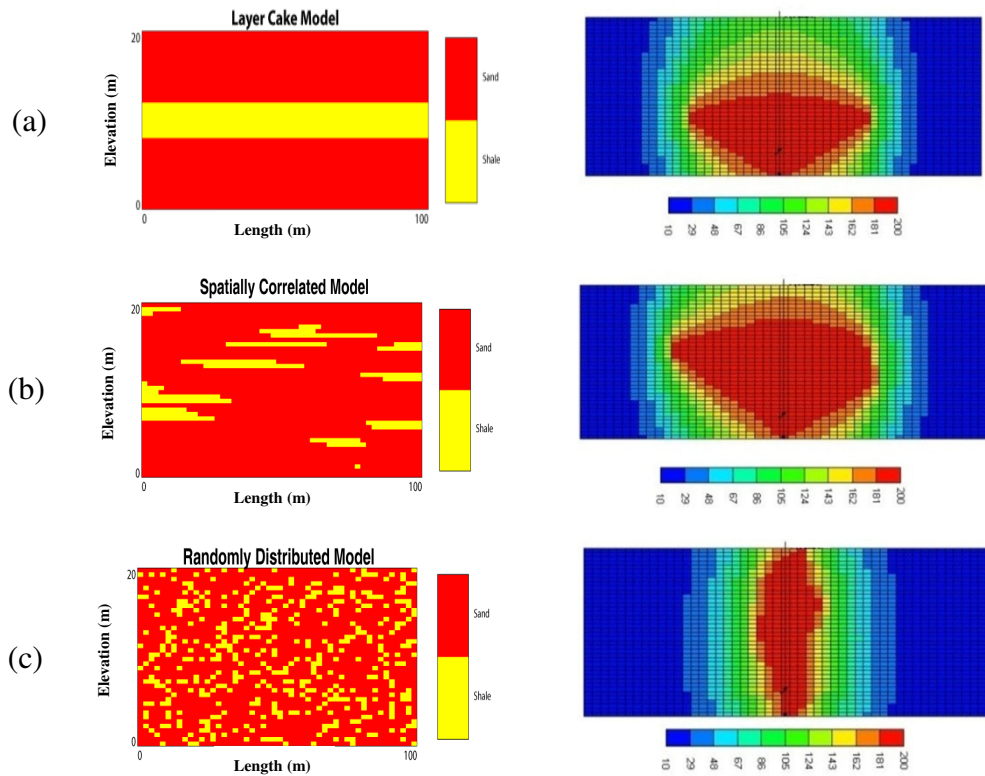 Layer Cake Model
(a)
Elevation (m)
20
0
0
100
Length (m)
Sand
Shale
10 29 48 67 86 105 124 143 162 181 200
Spatially Correlated Model
(b)
Elevation (m)
20
0
0
100
Length (m)
Sand
Shale
10 29 48 67 86 105 124 143 162 181 200
Randomly Distributed Model
(c)
Elevation (m)
20
0
10
100
Length (m)
Sand
Shale
10 29 48 67 86 105 124 143 162 181 200